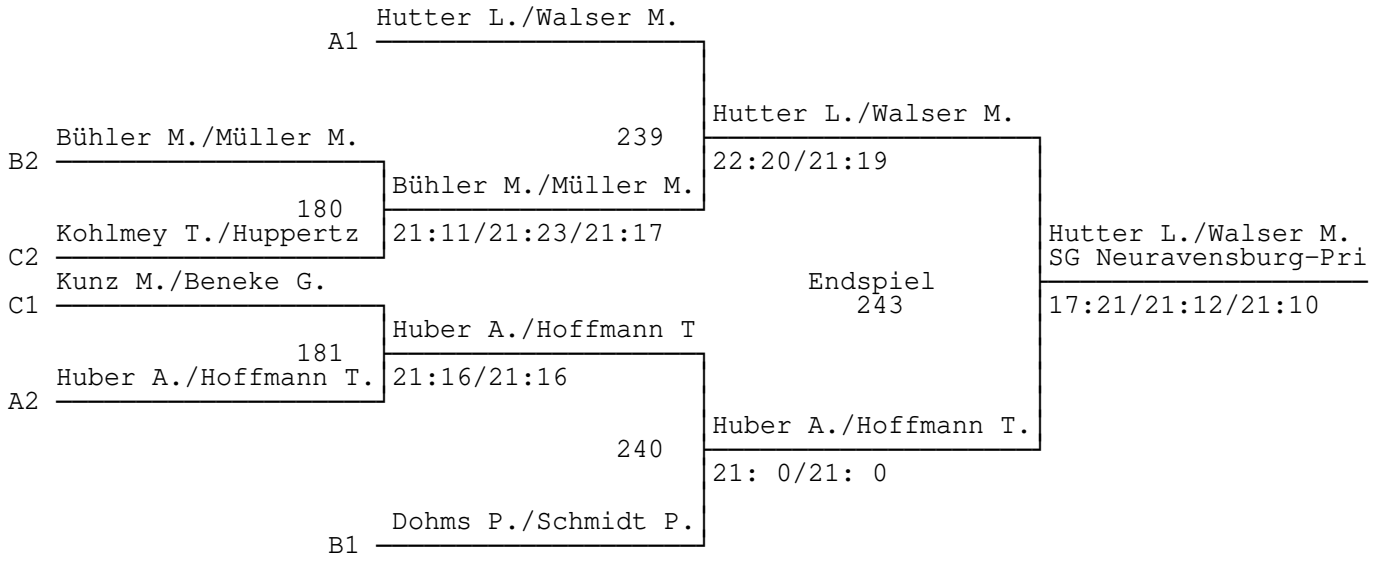 Hutter L./Walser M.
A1
Hutter L./Walser M.
Bühler M./Müller M. 239
B2 22:20/21:19
Bühler M./Müller M.
180
Kohlmey T./Huppertz 21:11/21:23/21:17 Hutter L./Walser M.
C2 SG Neuravensburg-Pri
Kunz M./Beneke G. Endspiel
C1 243 17:21/21:12/21:10
Huber A./Hoffmann T
181
Huber A./Hoffmann T. 21:16/21:16
A2
Huber A./Hoffmann T.
240
21: 0/21: 0
Dohms P./Schmidt P.
B1